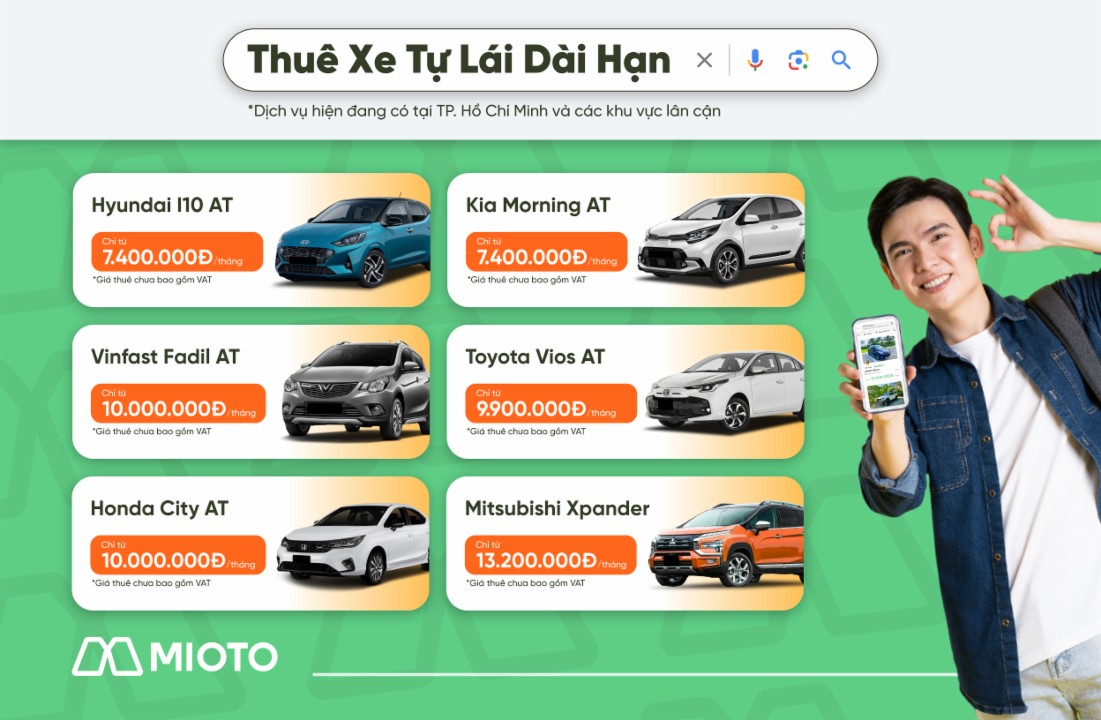 Thuê Xe Tự Lái Dài Hạn
*Dịch vụ hiện đang có tại TP. Hồ Chí Minh và các khu vực lân cận
Hyundai I10 AT
Chỉ từ
7.400.000Đ/tháng
*Giá thuê chưa bao gồm VAT
Kia Morning AT
Chỉ từ
7.400.000Đ/tháng
*Giá thuê chưa bao gồm VAT
Vinfast Fadil AT
Chỉ từ
10.000.000Đ/tháng
*Giá thuê chưa bao gồm VAT
Toyota Vios AT
Chỉ từ
9.900.000Đ/tháng
*Giá thuê chưa bao gồm VAT
Honda City AT
Chỉ từ
10.000.000Đ/tháng
*Giá thuê chưa bao gồm VAT
Mitsubishi Xpander
Chỉ từ
13.200.000Đ/tháng
*Giá thuê chưa bao gồm VAT
MIOTO